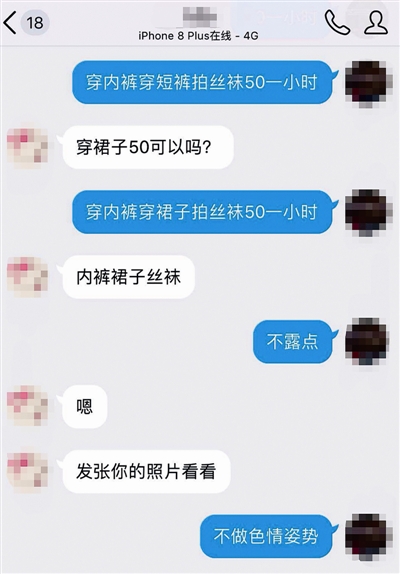 18
iPhone 8 Plus在线 - 4G
穿内裤穿短裤拍丝袜50一小时
穿裙子50可以吗?
穿内裤穿裙子拍丝袜50一小时
内裤裙子丝袜
不露点
嗯
发张你的照片看看
不做色情姿势